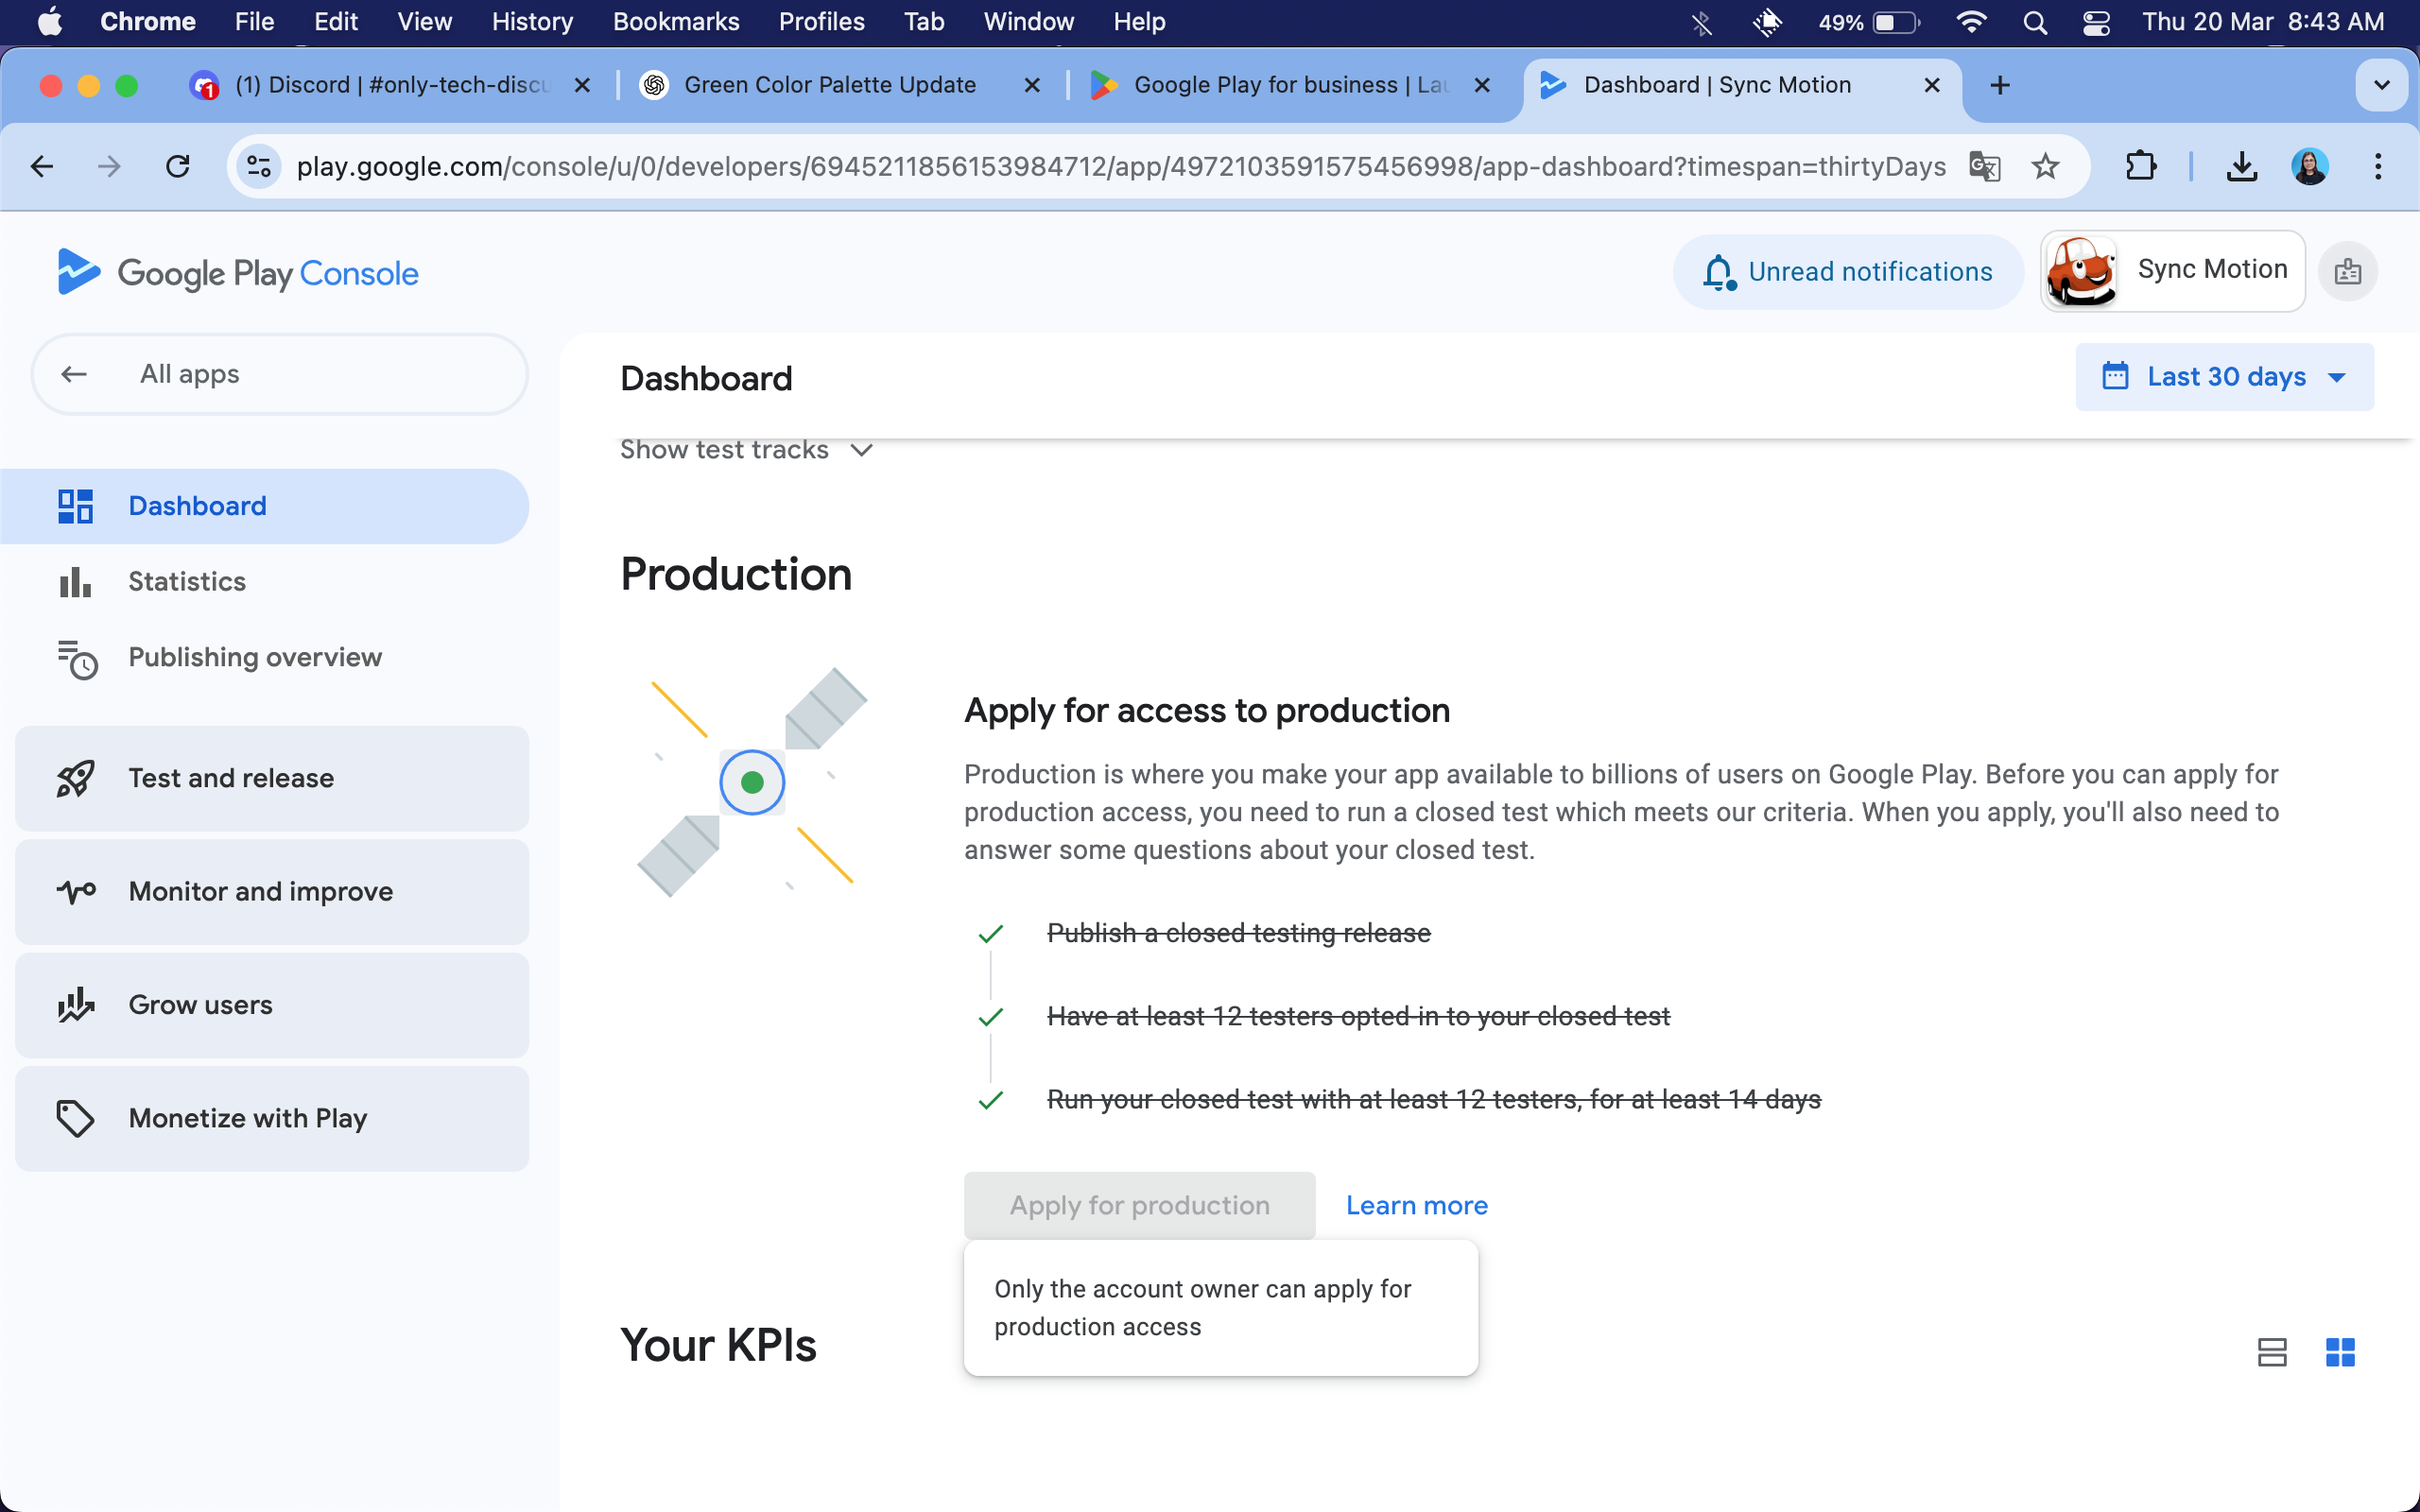 Chrome File Edit View History Bookmarks Profiles Tab Window Help 49% Thu 20 Mar 8:43 AM
(1) Discord | #only-tech-discu Green Color Palette Update Google Play for business | Lau Dashboard | Sync Motion
play.google.com/console/u/0/developers/6945211856153984712/app/4972103591575456998/app-dashboard?timespan=thirtyDays
Google Play Console
Unread notifications
Sync Motion
All apps
Dashboard
Statistics
Publishing overview
Test and release
Monitor and improve
Grow users
Monetize with Play
Dashboard
Last 30 days
Show test tracks
Production
Apply for access to production
Production is where you make your app available to billions of users on Google Play. Before you can apply for
production access, you need to run a closed test which meets our criteria. When you apply, you'll also need to
answer some questions about your closed test.
Publish a closed testing release
Have at least 12 testers opted-in to your closed test
Run your closed test with at least 12 testers, for at least 14 days
Apply for production Learn more
Only the account owner can apply for
production access
Your KPIs